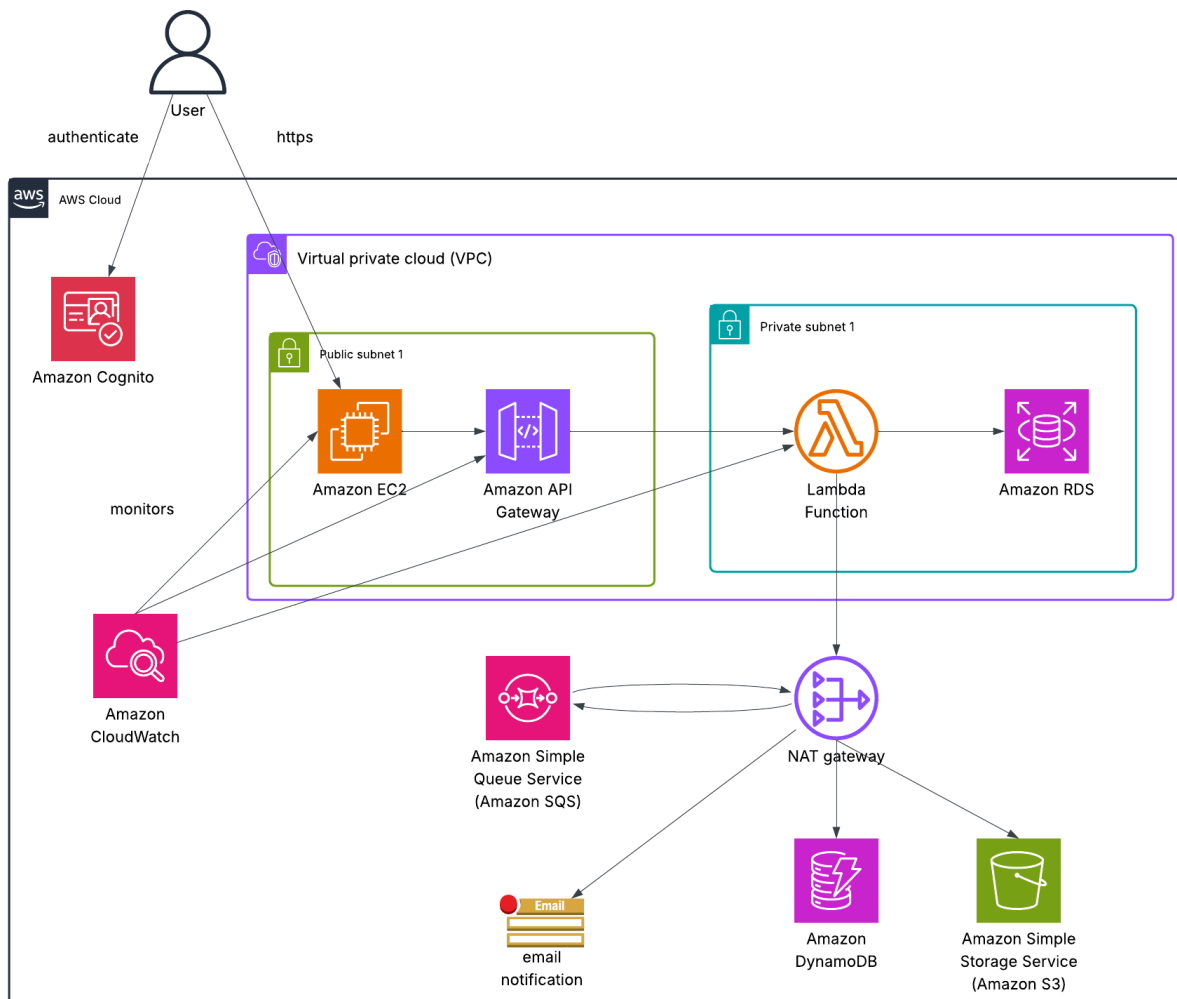 User
authenticate
https
aws
AWS Cloud
Virtual private cloud (VPC)
Private subnet 1
Public subnet 1
Amazon Cognito
Amazon EC2
Amazon API
Gateway
Lambda
Function
Amazon RDS
monitors
Amazon
CloudWatch
Amazon Simple
Queue Service
(Amazon SQS)
NAT gateway
Email
email
notification
Amazon
DynamoDB
Amazon Simple
Storage Service
(Amazon S3)